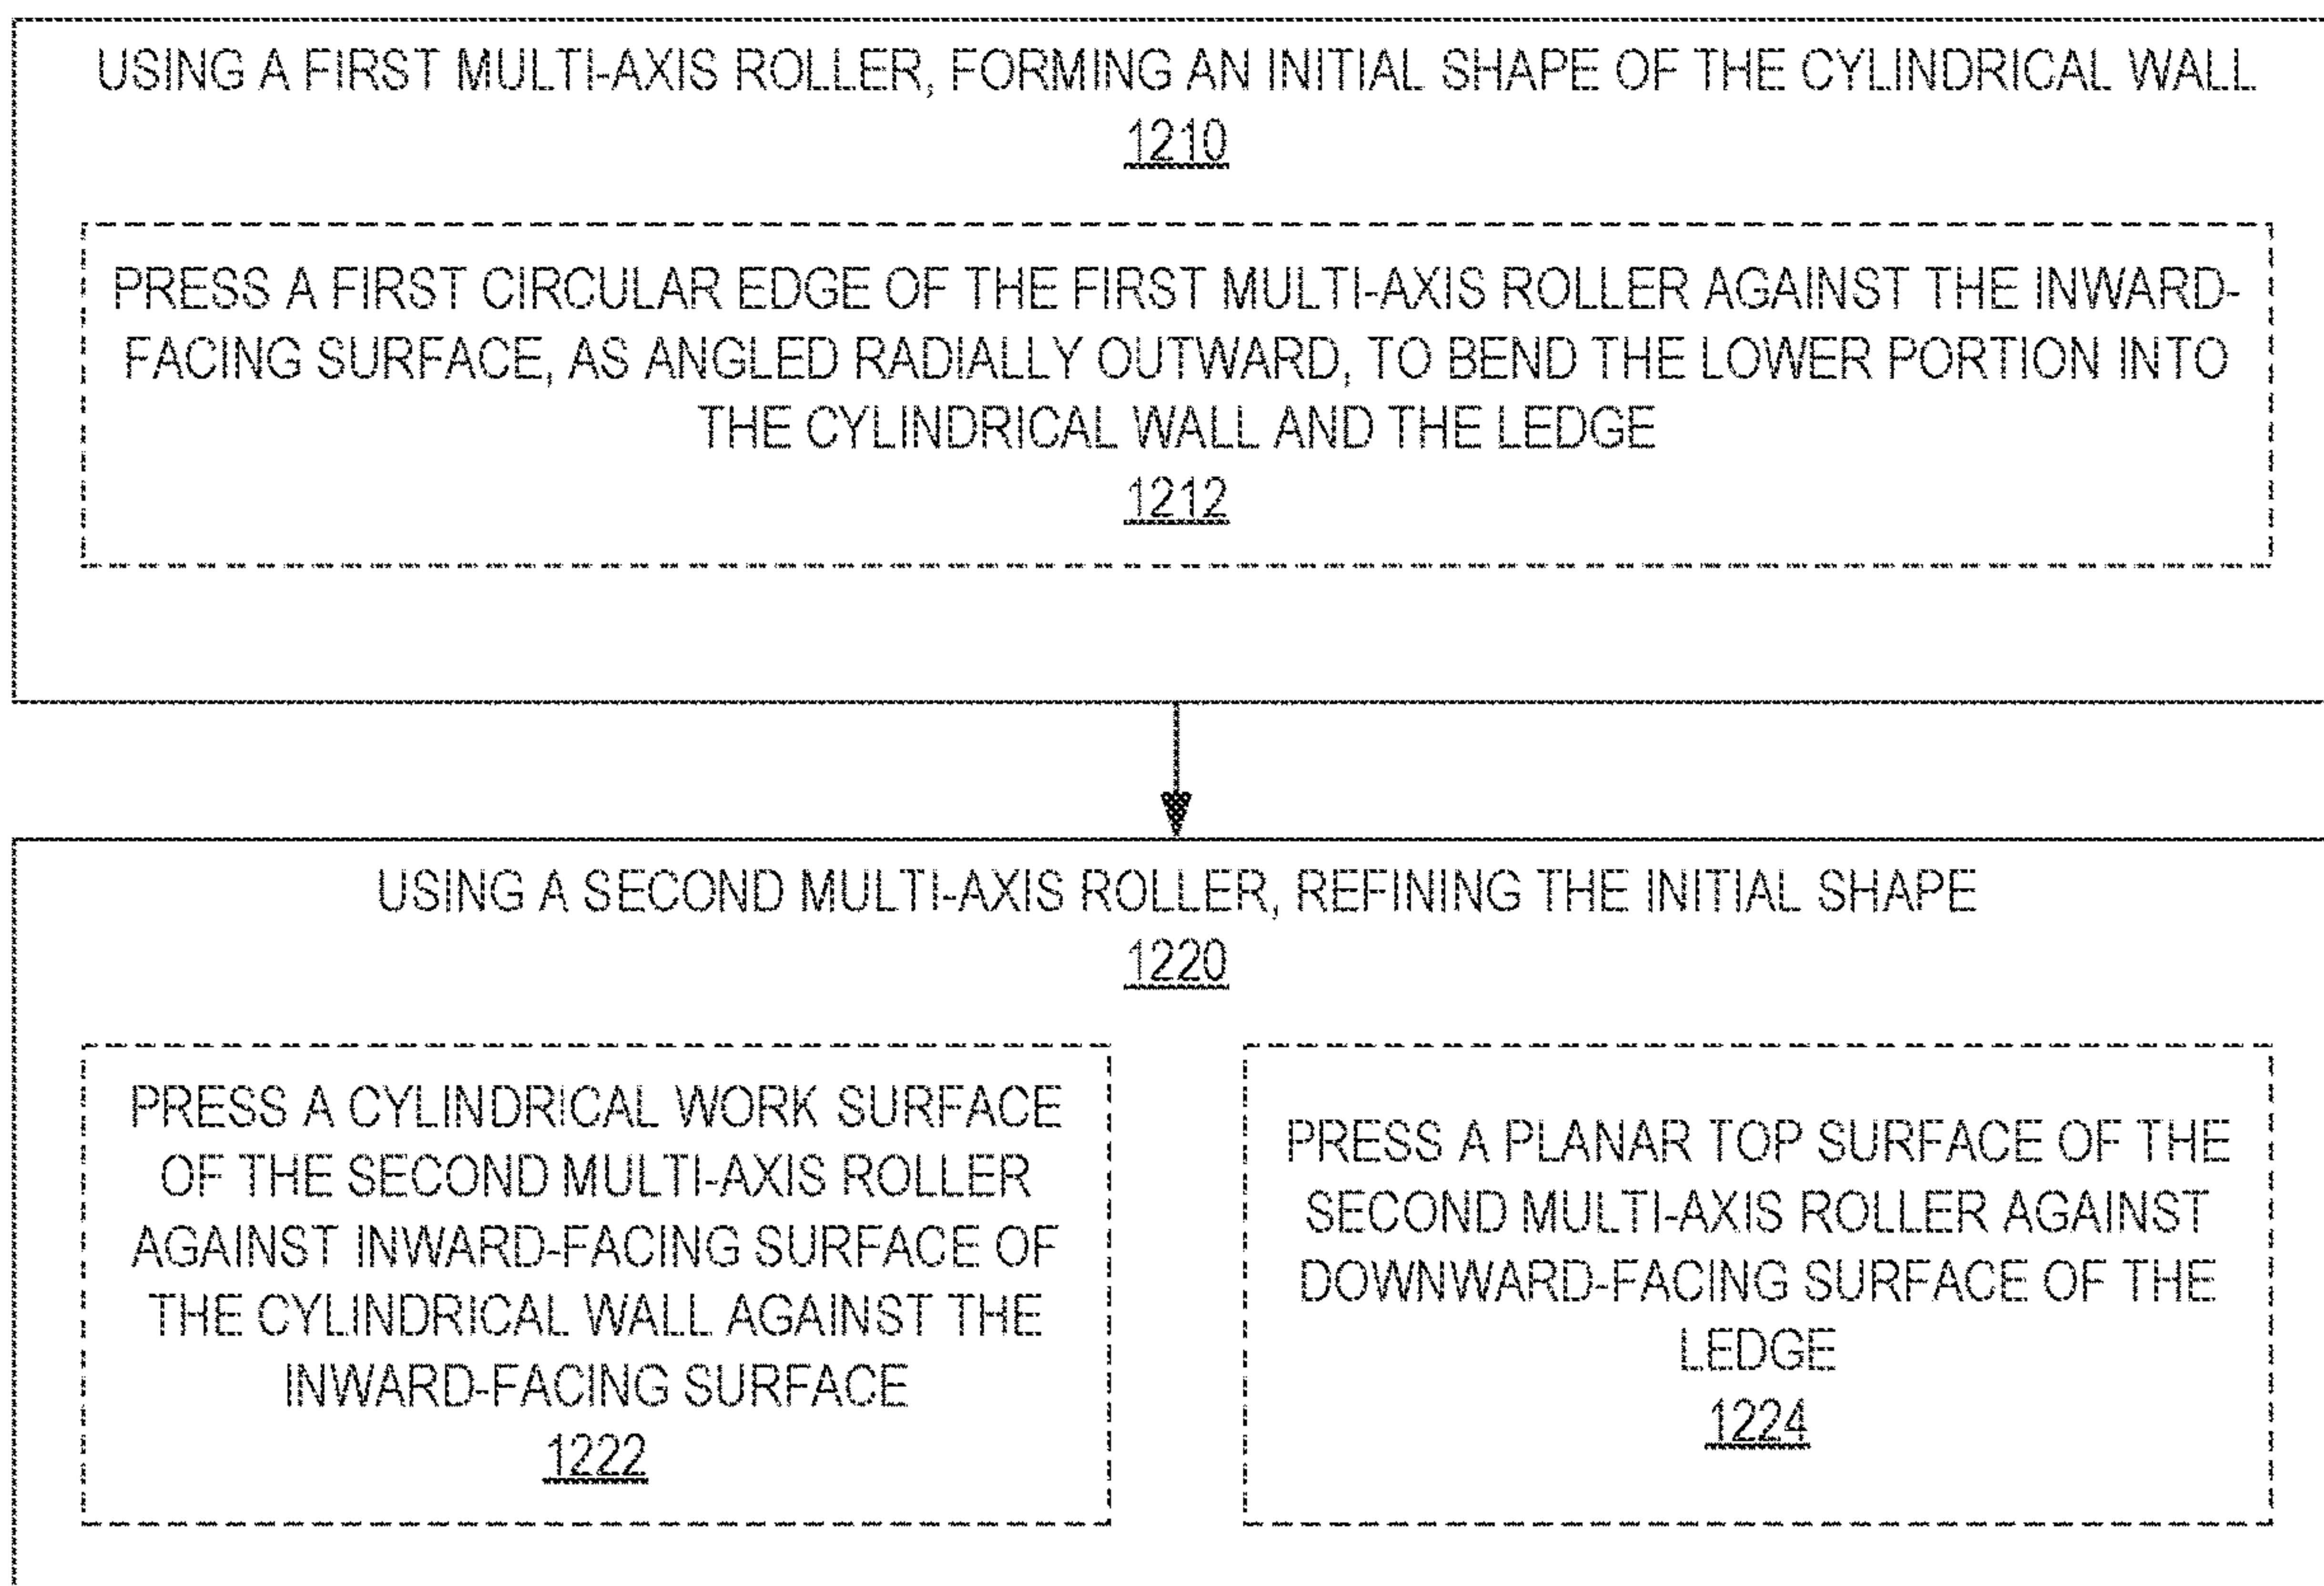 USING A FIRST MULTI-AXIS ROLLER, FORMING AN INITIAL SHAPE OF THE CYLINDRICAL WALL
1210
PRESS A FIRST CIRCULAR EDGE OF THE FIRST MULTI-AXIS ROLLER AGAINST THE INWARD-
FACING SURFACE, AS ANGLED RADIALLY OUTWARD, TO BEND THE LOWER PORTION INTO
THE CYLINDRICAL WALL AND THE LEDGE
1212
USING A SECOND MULTI-AXIS ROLLER, REFINING THE INITIAL SHAPE
1220
PRESS A CYLINDRICAL WORK SURFACE
OF THE SECOND MULTI-AXIS ROLLER
AGAINST INWARD-FACING SURFACE OF
THE CYLINDRICAL WALL AGAINST THE
INWARD-FACING SURFACE
1222
PRESS A PLANAR TOP SURFACE OF THE
SECOND MULTI-AXIS ROLLER AGAINST
DOWNWARD-FACING SURFACE OF THE
LEDGE
1224